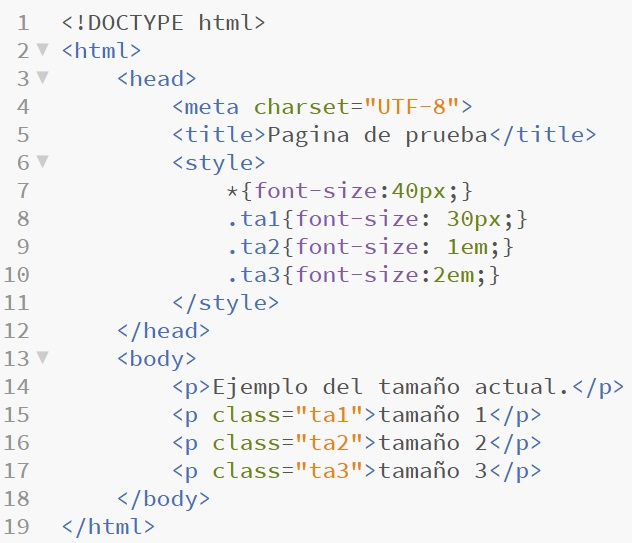 1 <!DOCTYPE html>
2 <html>
3 <head>
4 <meta charset="UTF-8">
5 <title>Pagina de prueba</title>
6 <style>
7 *{font-size:40px;}
8 .ta1{font-size: 30px;}
9 .ta2{font-size: 1em;}
10 .ta3{font-size:2em;}
11 </style>
12 </head>
13 <body>
14 <p>Ejemplo del tamaño actual.</p>
15 <p class="ta1">tamaño 1</p>
16 <p class="ta2">tamaño 2</p>
17 <p class="ta3">tamaño 3</p>
18 </body>
19 </html>